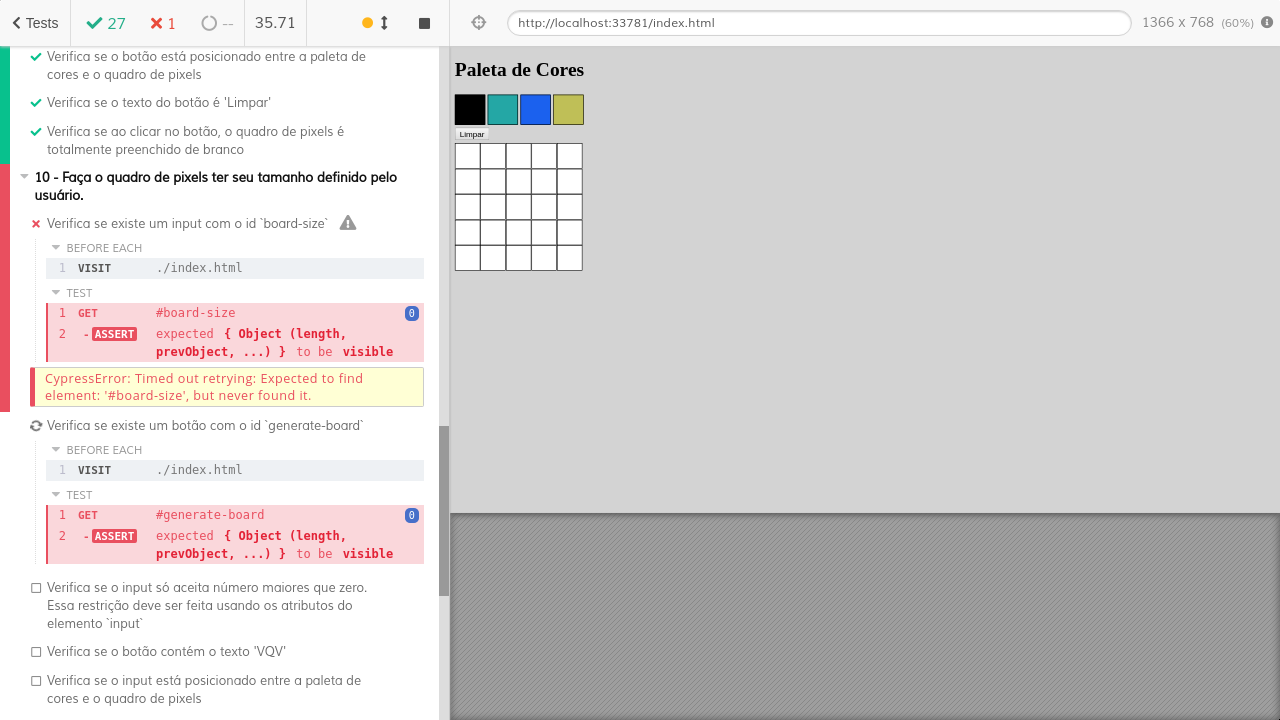 Tests
27
1
--
35.71
http://localhost:33781/index.html
1366 x 768 (60%)
Verifica se o botão está posicionado entre a paleta de
cores e o quadro de pixels
Verifica se o texto do botão é 'Limpar'
Verifica se ao clicar no botão, o quadro de pixels é
totalmente preenchido de branco
10 - Faça o quadro de pixels ter seu tamanho definido pelo
usuário.
Verifica se existe um input com o id `board-size`
BEFORE EACH
1 VISIT ./index.html
TEST
1 GET #board-size 0
2 -ASSERT expected { Object (length,
prevObject, ...) } to be visible
CypressError: Timed out retrying: Expected to find
element: '#board-size', but never found it.
Verifica se existe um botão com o id `generate-board`
BEFORE EACH
1 VISIT ./index.html
TEST
1 GET #generate-board 0
2 -ASSERT expected { Object (length,
prevObject, ...) } to be visible
Verifica se o input só aceita número maiores que zero.
Essa restrição deve ser feita usando os atributos do
elemento `input`
Verifica se o botão contém o texto 'VQV'
Verifica se o input está posicionado entre a paleta de
cores e o quadro de pixels
Paleta de Cores
Limpar